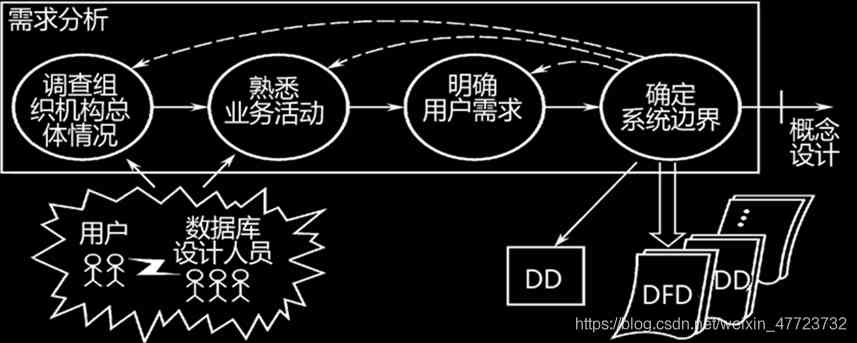 需求分析
调查组
织机构总
体情况
熟悉
业务活动
明确
用户需求
确定
系统边界
概念
设计
用户
数据库
设计人员
DD
DFD
DD
https://blog.csdn.net/weixin_47723732